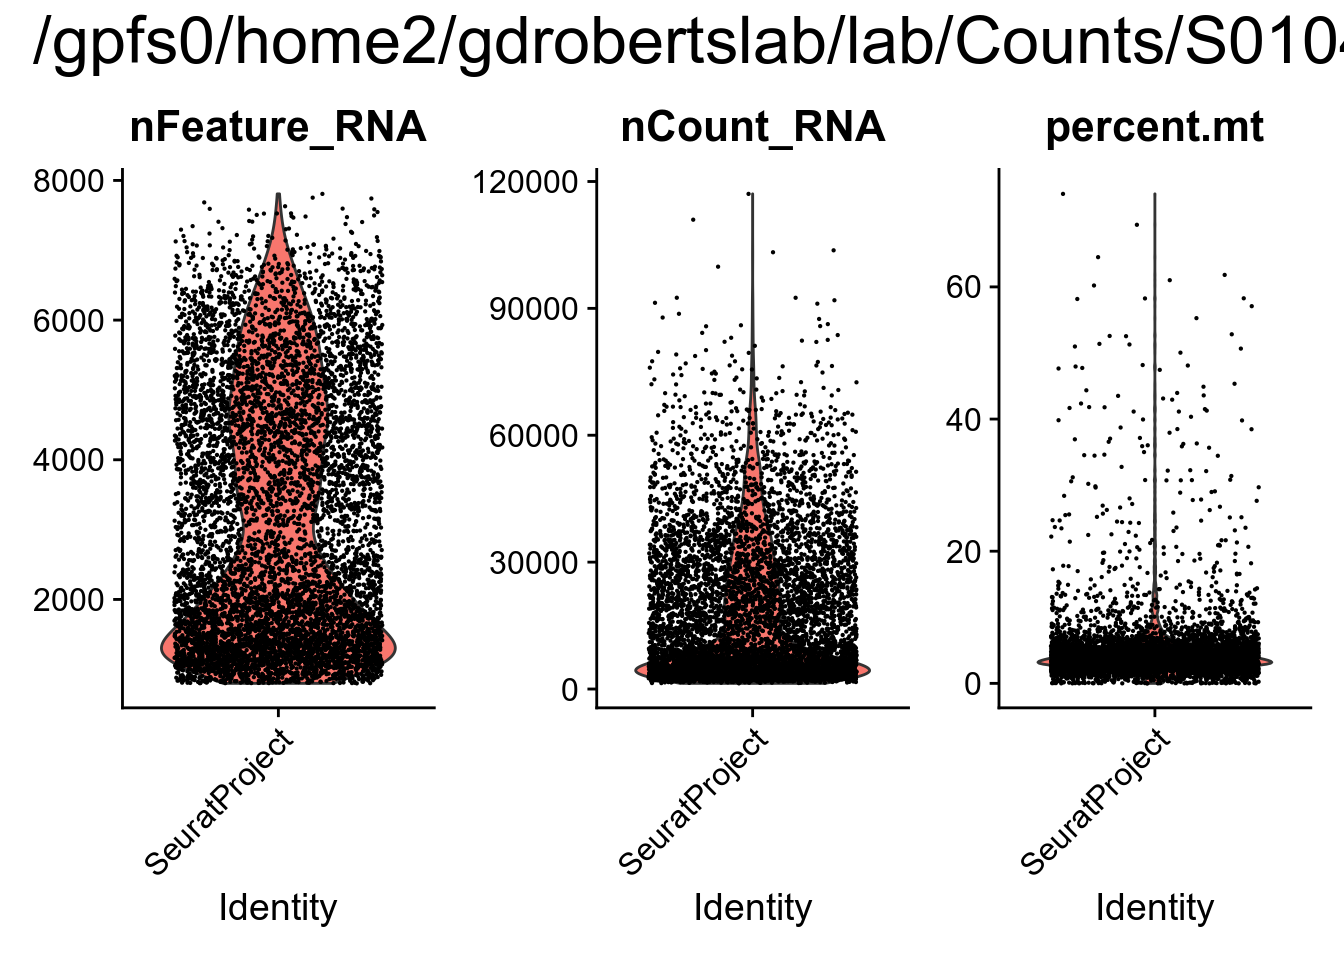 /gpfs0/home2/gdrobertslab/lab/Counts/S0104
nFeature_RNA nCount_RNA percent.mt
8000
6000
4000
2000
SeuratProject
Identity
120000
90000
60000
30000
0
SeuratProject
Identity
60
40
20
0
SeuratProject
Identity